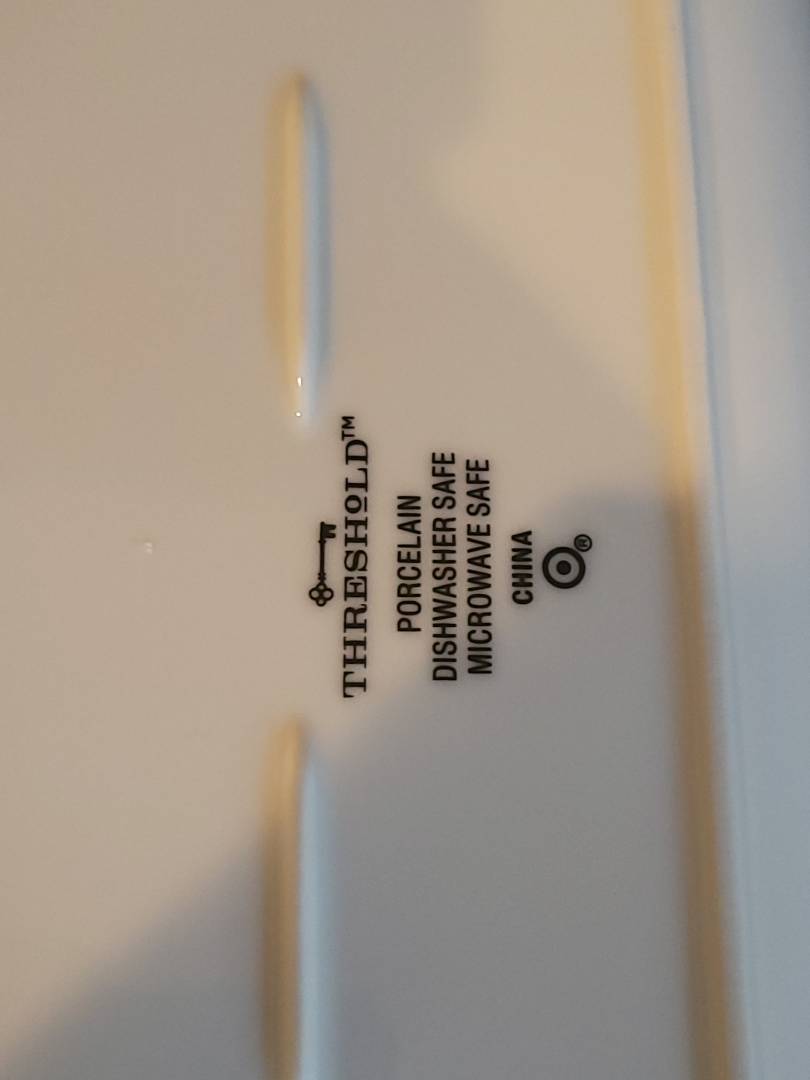 THRESHOLD™
PORCELAIN
DISHWASHER SAFE
MICROWAVE SAFE
CHINA
®